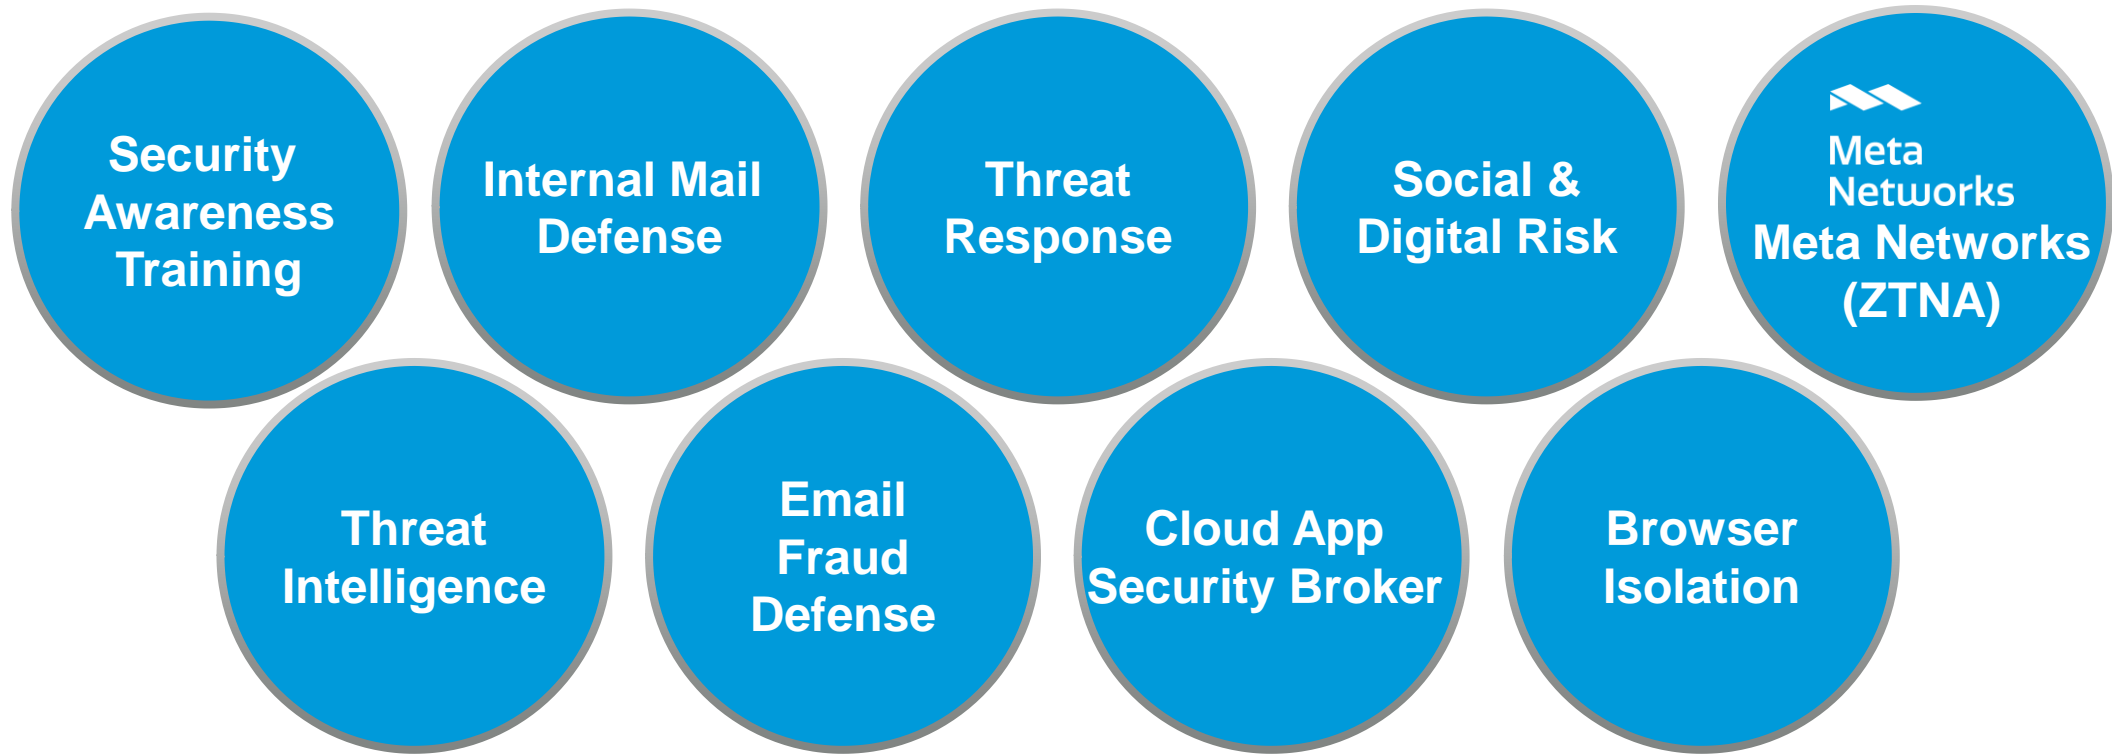 Security
Awareness
Training
Internal Mail
Defense
Threat
Response
Social &
Digital Risk
Meta
Networks
Meta Networks
(ZTNA)
Threat
Intelligence
Email
Fraud
Defense
Cloud App
Security Broker
Browser
Isolation